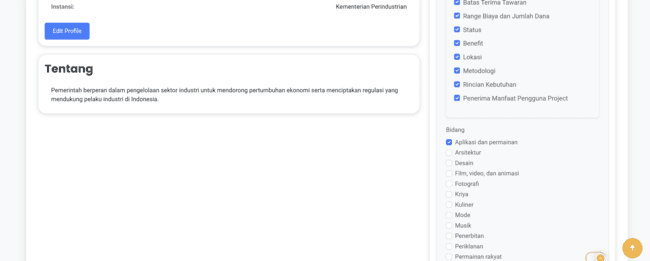 Instansi:
Kementerian Perindustrian
Edit Profile
Tentang
Pemerintah berperan dalam pengelolaan sektor industri untuk mendorong pertumbuhan ekonomi serta menciptakan regulasi yang
mendukung pelaku industri di Indonesia.
Batas Terima Tawaran
Range Biaya dan Jumlah Dana
Status
Benefit
Lokasi
Metodologi
Rincian Kebutuhan
Penerima Manfaat Pengguna Project
Bidang
Aplikasi dan permainan
Arsitektur
Desain
Film, video, dan animasi
Fotografi
Kriya
Kuliner
Mode
Musik
Penerbitan
Periklanan
Permainan rakyat